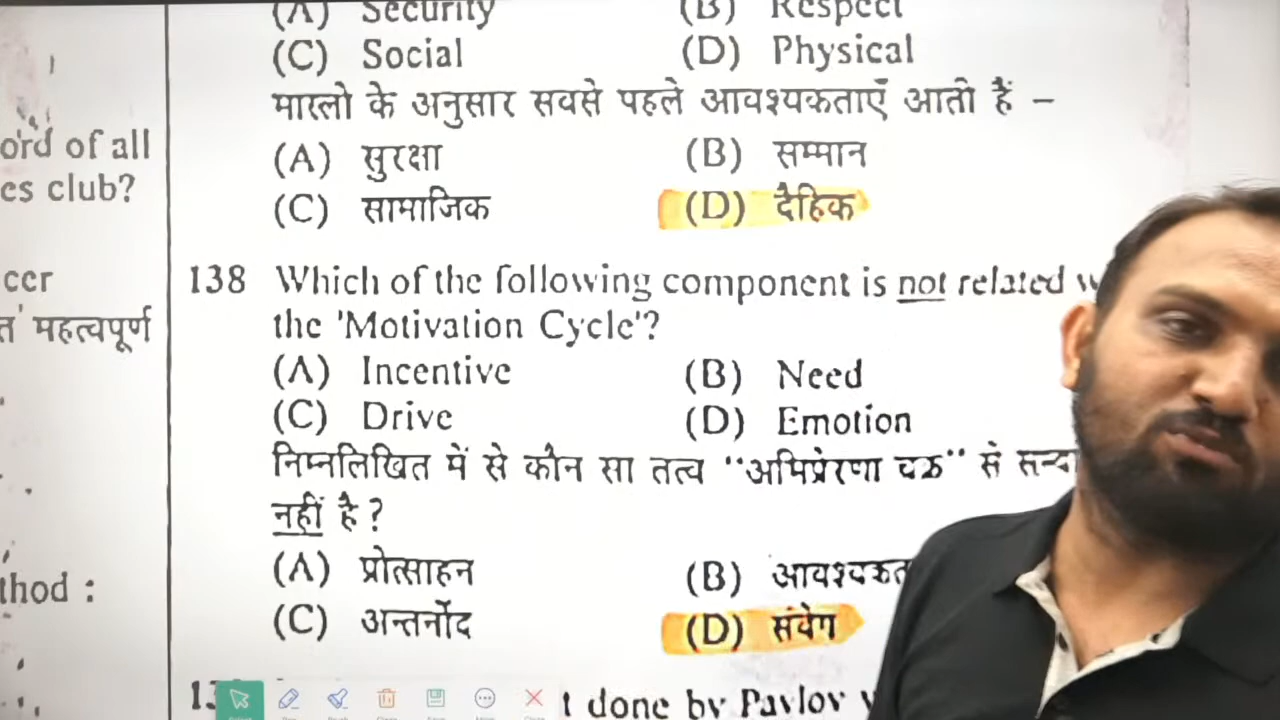 (A) Security (B) Respect
(C) Social (D) Physical
मास्लो के अनुसार सबसे पहले आवश्यकताएँ आती हैं –
(A) सुरक्षा (B) सम्मान
(C) सामाजिक (D) दैहिक
ord of all
es club?
cer
त महत्वपूर्ण
thod :
138 Which of the following component is not related
the 'Motivation Cycle'?
(A) Incentive (B) Need
(C) Drive (D) Emotion
निम्नलिखित में से कौन सा तत्व "अभिप्रेरणा चक्र" से
नहीं है ?
(A) प्रोत्साहन (B)
(C) अन्तर्नोद (D) संवेग
t done by Pavlov